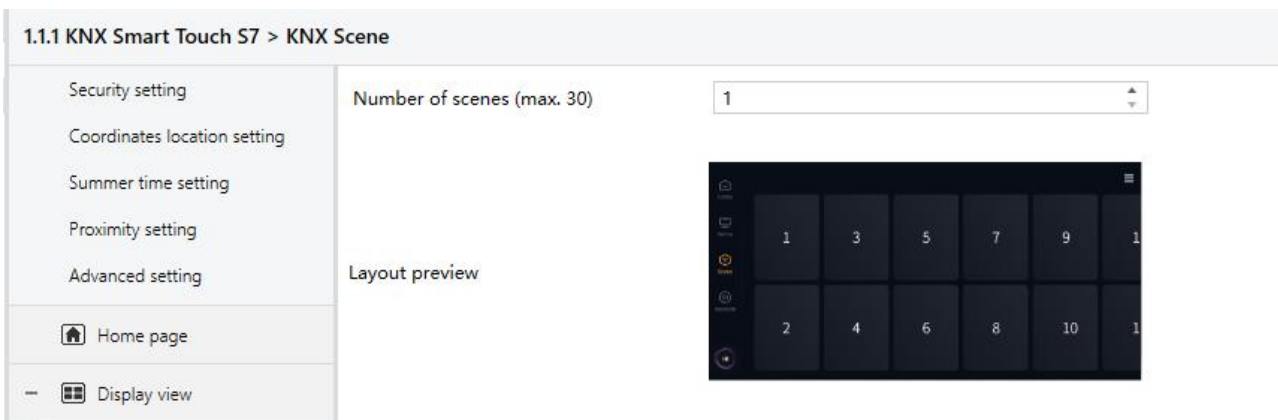 1.1.1 KNX Smart Touch S7 > KNX Scene
Security setting
Coordinates location setting
Summer time setting
Proximity setting
Advanced setting
Home page
– Display view
Number of scenes (max. 30)
1
Layout preview
1 3 5 7 9 1
2 4 6 8 10 1